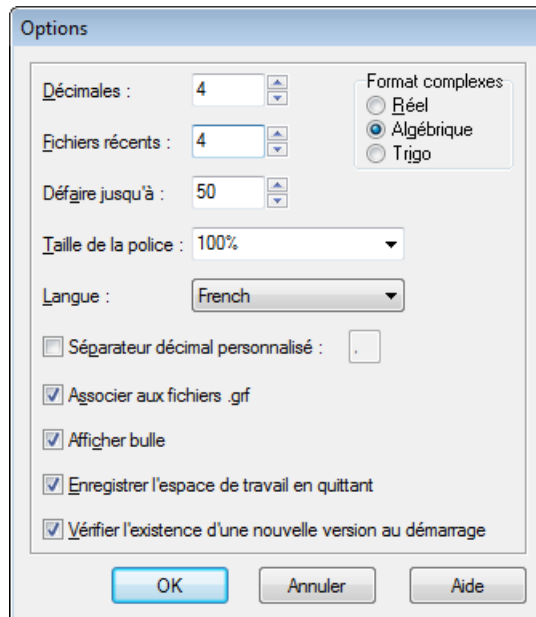 Options
Décimales :
4
Format complexes
Réel
Algébrique
Trigo
Fichiers récents :
4
Défaire jusqu'à :
50
Taille de la police :
100%
Langue :
French
Séparateur décimal personnalisé :
.
Associer aux fichiers .grf
Afficher bulle
Enregistrer l'espace de travail en quittant
Vérifier l'existence d'une nouvelle version au démarrage
OK
Annuler
Aide